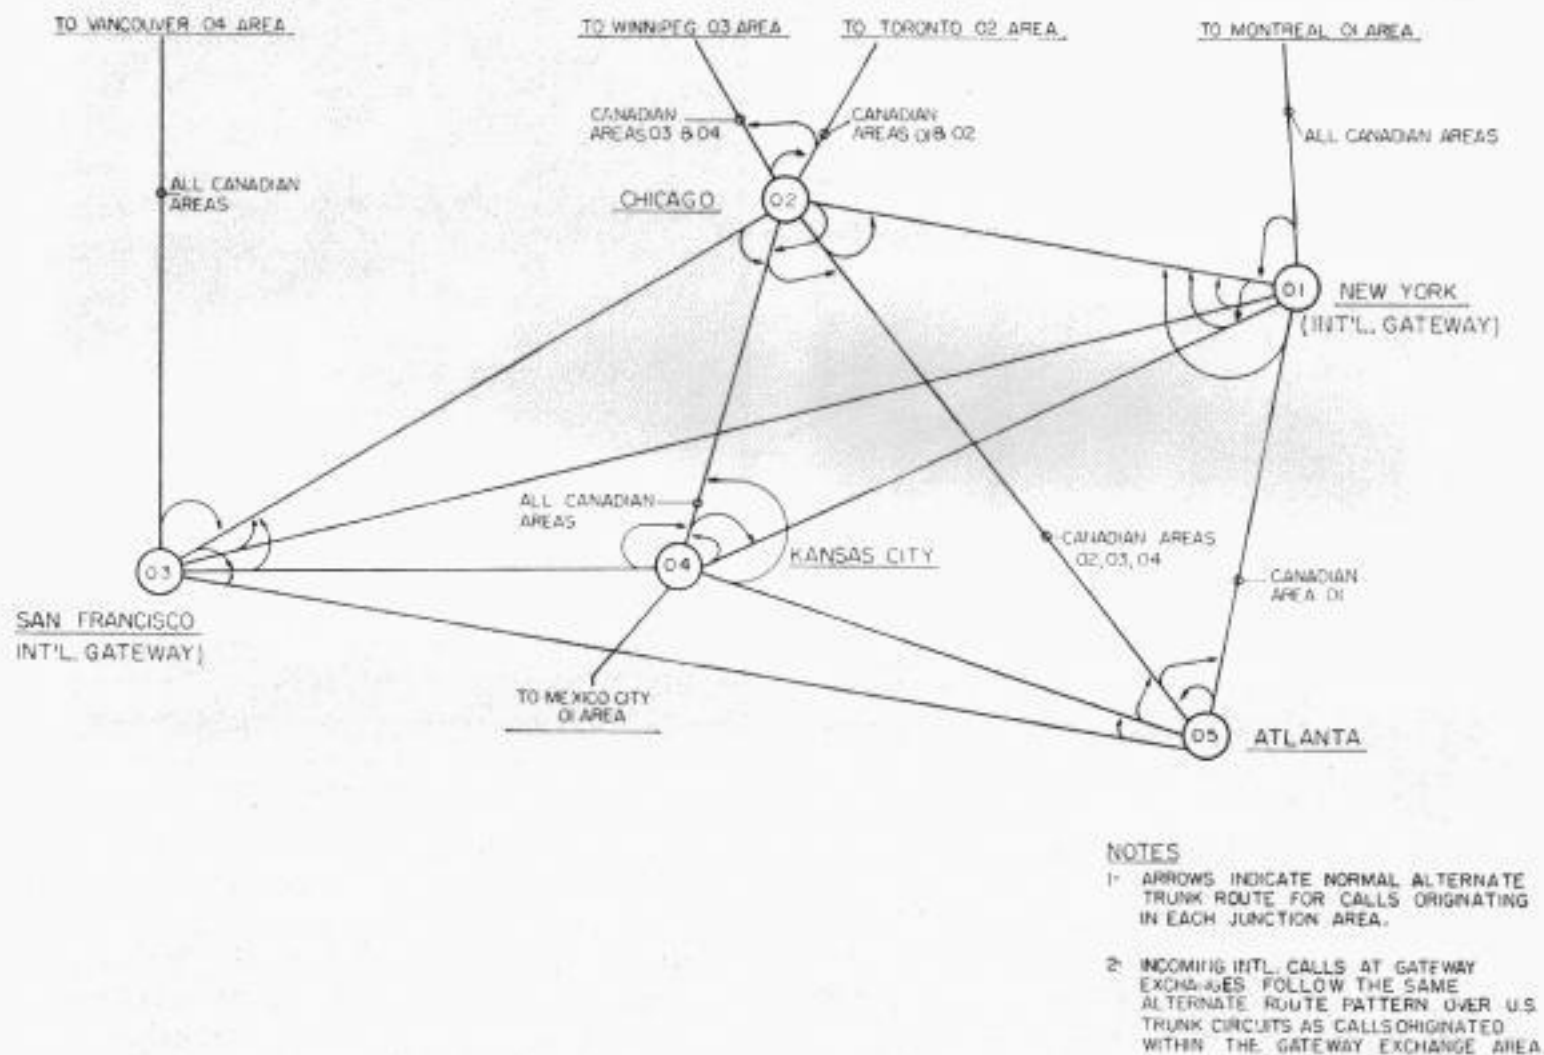 TO VANCOUVER 04 AREA
TO WINNIPEG 03 AREA
TO TORONTO 02 AREA
TO MONTREAL 01 AREA
CANADIAN
AREAS 03 & 04
CANADIAN
AREAS 01 & 02
ALL CANADIAN AREAS
ALL CANADIAN
AREAS
CHICAGO
02
01
NEW YORK
(INT'L. GATEWAY)
ALL CANADIAN
AREAS
CANADIAN AREAS
02, 03, 04
KANSAS CITY
04
03
CANADIAN
AREA 01
SAN FRANCISCO
INT'L. GATEWAY)
TO MEXICO CITY
01 AREA
05
ATLANTA
NOTES
1- ARROWS INDICATE NORMAL ALTERNATE
TRUNK ROUTE FOR CALLS ORIGINATING
IN EACH JUNCTION AREA.
2- INCOMING INTL. CALLS AT GATEWAY
EXCHANGES FOLLOW THE SAME
ALTERNATE ROUTE PATTERN OVER U.S.
TRUNK CIRCUITS AS CALLS ORIGINATED
WITHIN THE GATEWAY EXCHANGE AREA